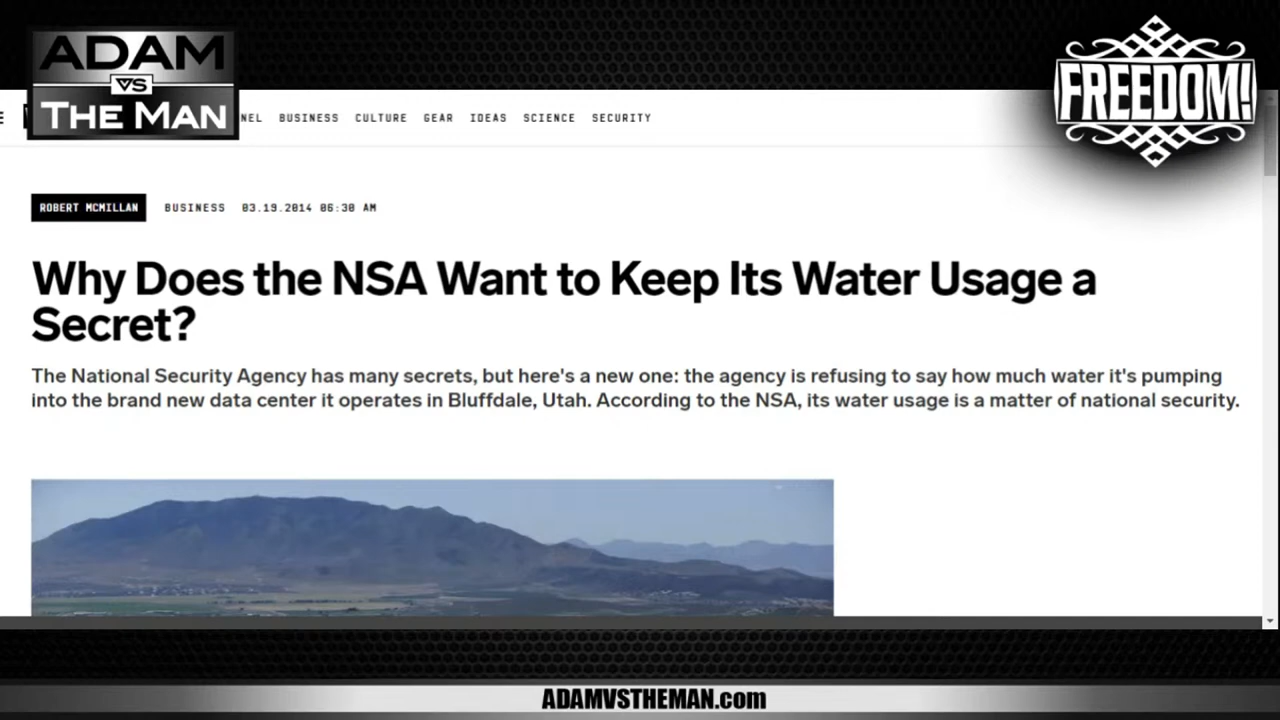 ADAM
VS
THE MAN
FREEDOM!
NEL BUSINESS CULTURE GEAR IDEAS SCIENCE SECURITY
ROBERT MCMILLAN BUSINESS 03.19.2014 06:30 AM
Why Does the NSA Want to Keep Its Water Usage a
Secret?
The National Security Agency has many secrets, but here's a new one: the agency is refusing to say how much water it's pumping
into the brand new data center it operates in Bluffdale, Utah. According to the NSA, its water usage is a matter of national security.
ADAMVSTHEMAN.com